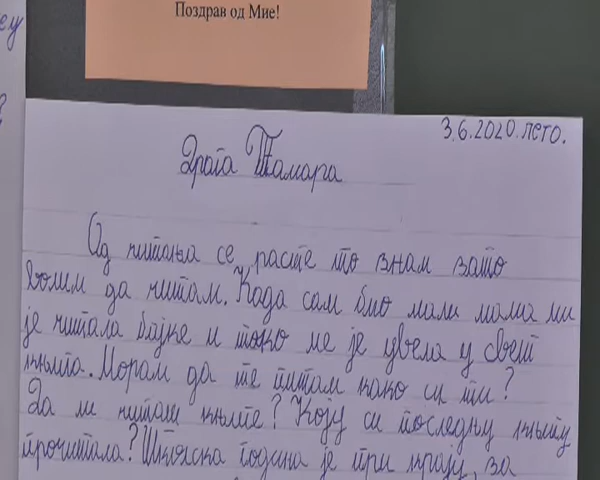 Поздрав од Мие!
3.6.2020. лето.
Драга Тамара
Од читања се расте то знам зато
волим да читам. Када сам био мали мама ми
је читала бајке и тако ме је увела у свет
књига. Морам да те питам како си ти?
Да ли читаш књиге? Коју си последњу књигу
прочитала? Школска година је при крају, за